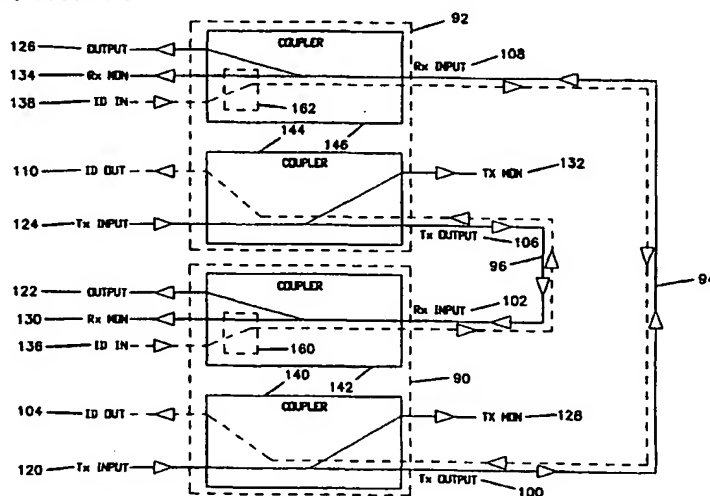 92
126 OUTPUT COUPLER
134 Rx MON Rx INPUT 108
138 ID IN
162
144 146
110 ID OUT COUPLER TX MON 132
124 Tx INPUT
Tx OUTPUT
106
96
94
122 OUTPUT COUPLER
130 Rx MON Rx INPUT 102
136 ID IN
160
140 142 90
104 ID OUT COUPLER TX MON 128
120 Tx INPUT
Tx OUTPUT
100